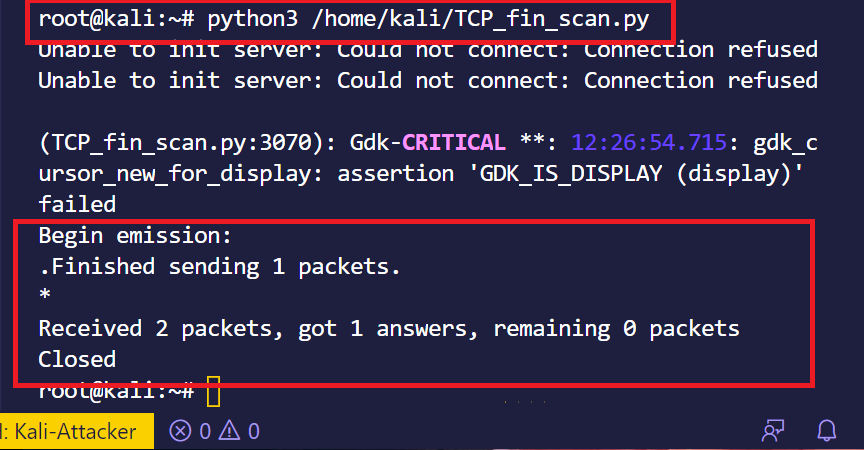 root@kali:~# python3 /home/kali/TCP_fin_scan.py
Unable to init server: Could not connect: Connection refused
Unable to init server: Could not connect: Connection refused
(TCP_fin_scan.py:3070): Gdk-CRITICAL **: 12:26:54.715: gdk_c
ursor_new_for_display: assertion 'GDK_IS_DISPLAY (display)'
failed
Begin emission:
.Finished sending 1 packets.
*
Received 2 packets, got 1 answers, remaining 0 packets
Closed
root@kali:~#
: Kali-Attacker 0 0